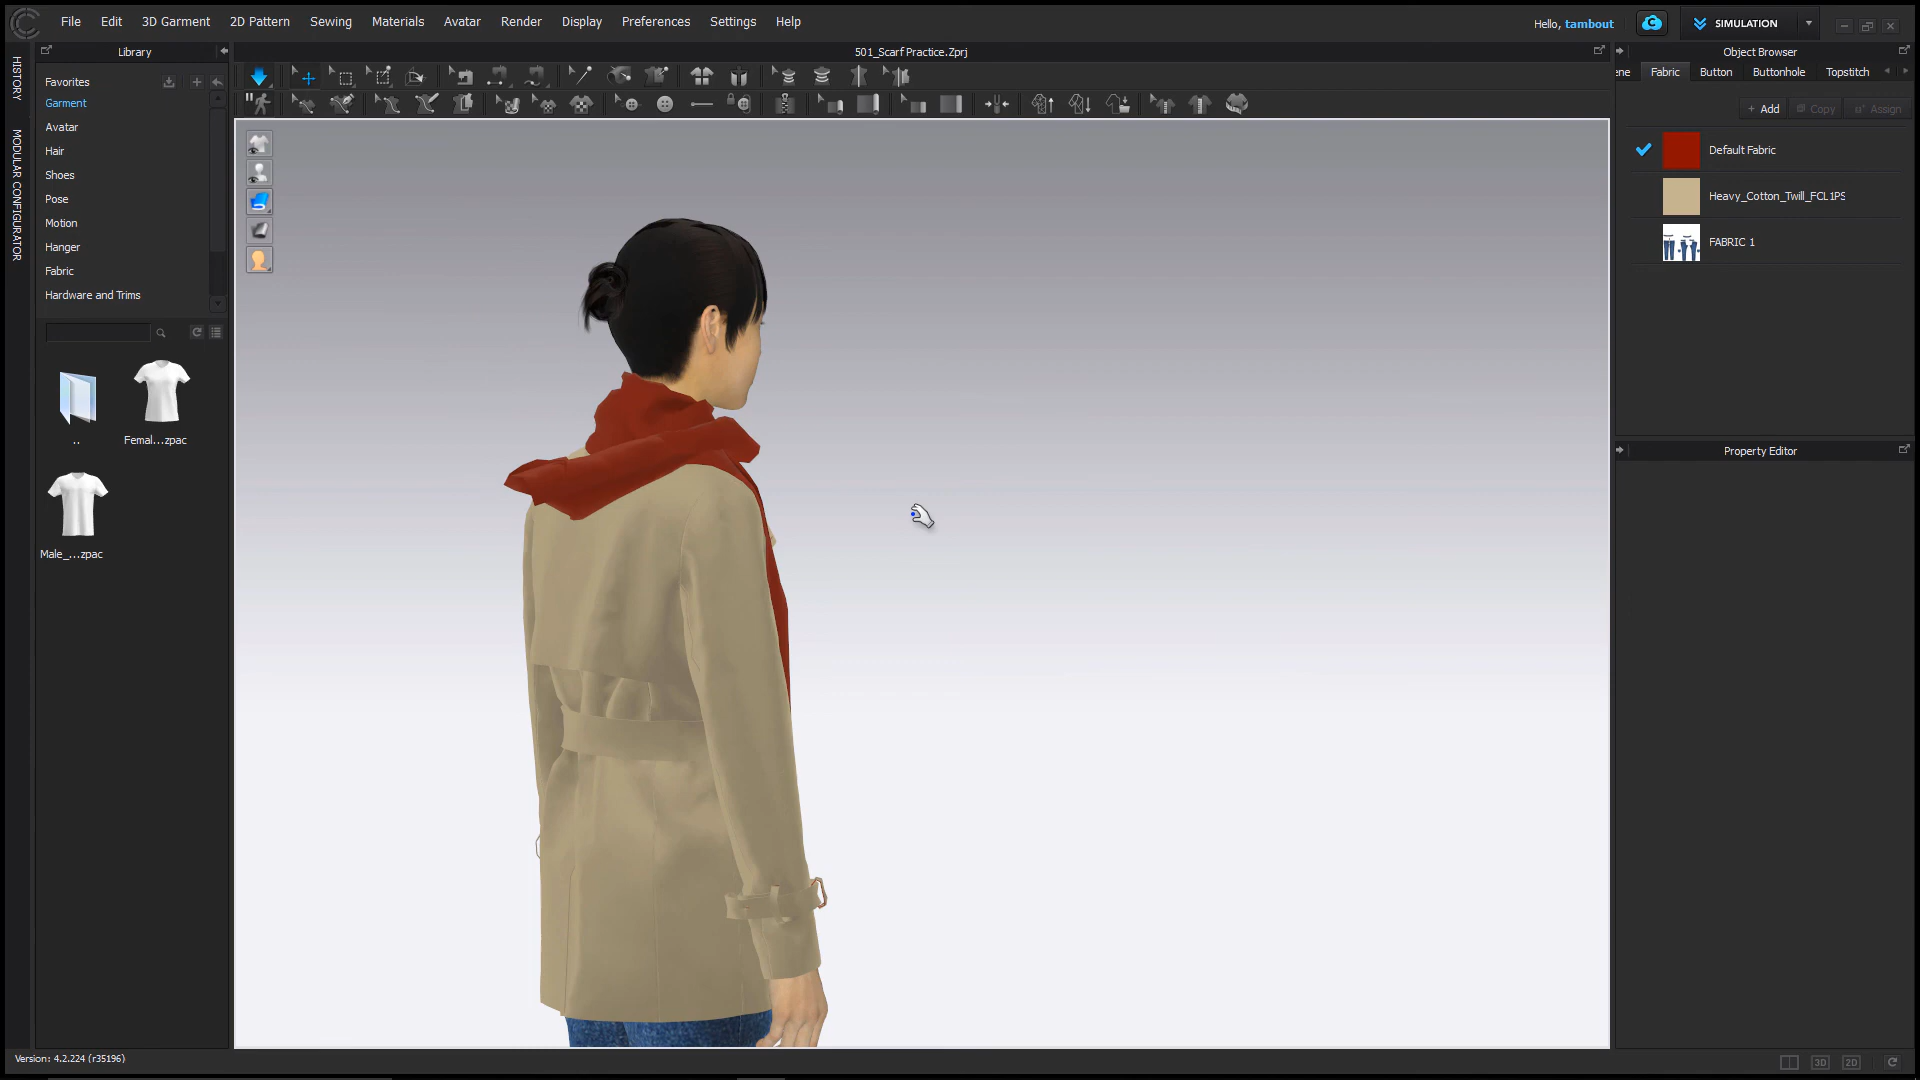 File Edit 3D Garment 2D Pattern Sewing Materials Avatar Render Display Preferences Settings Help
Hello, tambout
SIMULATION
HISTORY
MODULAR CONFIGURATOR
Library
501_Scarf Practice.Zprj
Object Browser
Favorites
Garment
Avatar
Hair
Shoes
Pose
Motion
Hanger
Fabric
Hardware and Trims
..
Femal...zpac
Male_...zpac
ene Fabric Button Buttonhole Topstitch
+ Add Copy Assign
Default Fabric
Heavy_Cotton_Twill_FCL1PS
FABRIC 1
Property Editor
Version: 4.2.224 (r35196)
3D 2D